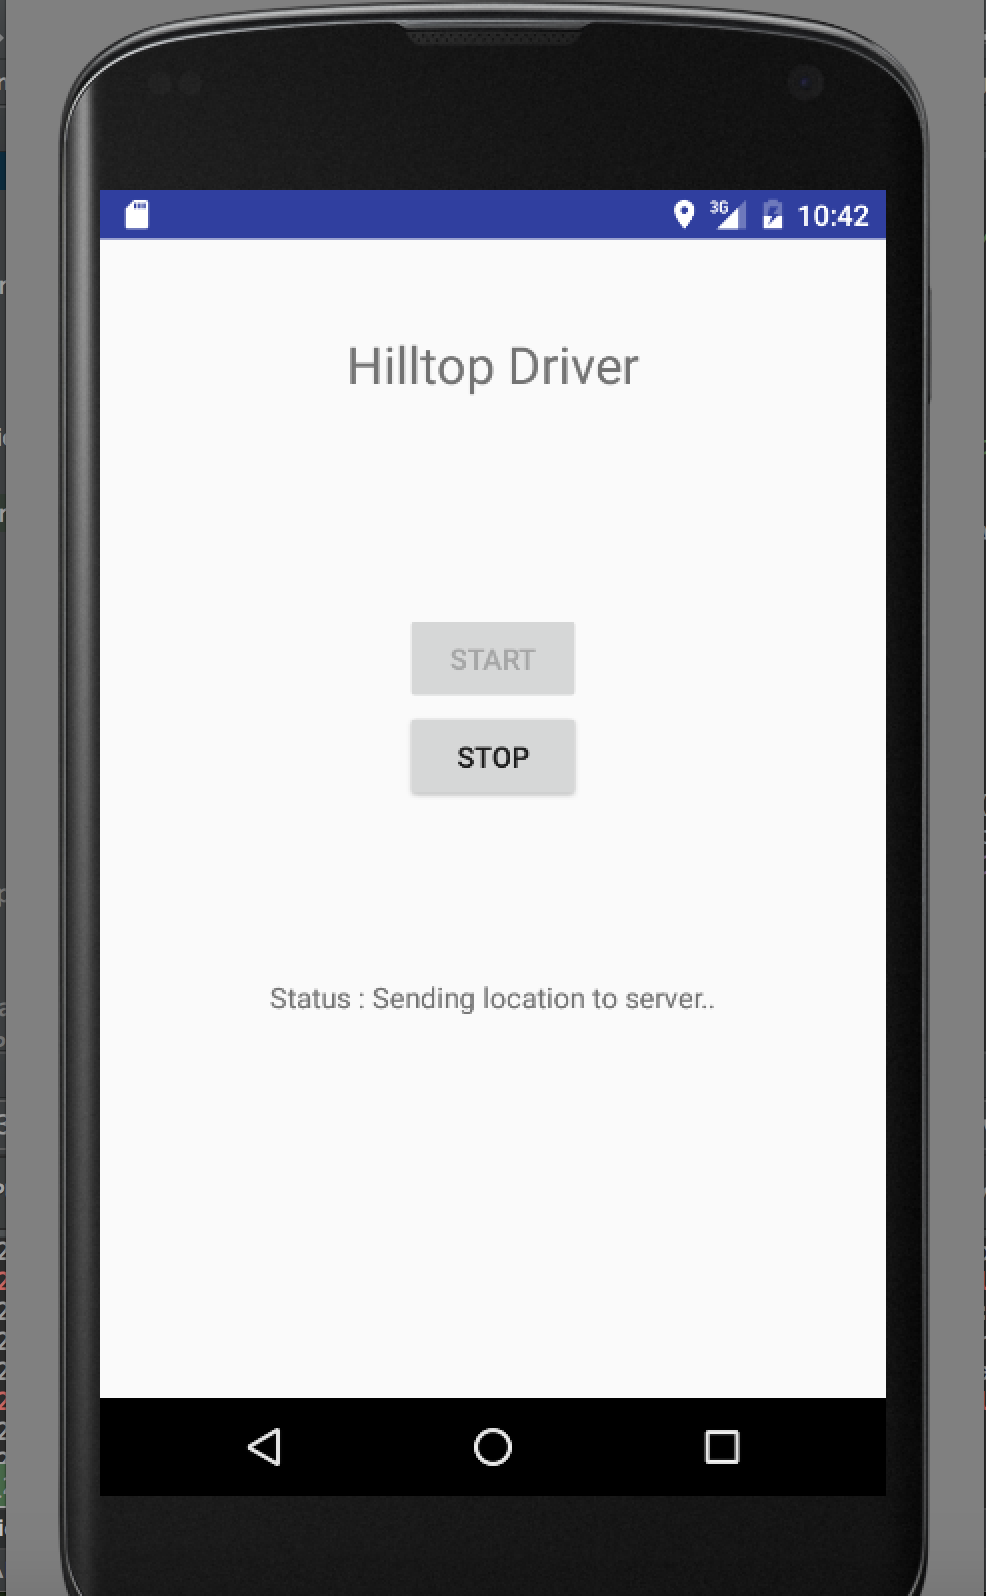 3G 10:42
Hilltop Driver
START
STOP
Status : Sending location to server..